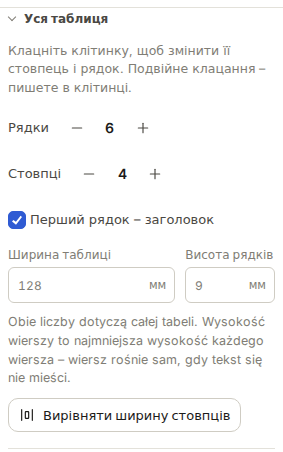 Уся таблиця
Клацніть клітинку, щоб змінити її
стовпець і рядок. Подвійне клацання –
пишете в клітинці.
Рядки — 6 +
Стовпці — 4 +
Перший рядок – заголовок
Ширина таблиці Висота рядків
128 мм 9 мм
Obie liczby dotyczą całej tabeli. Wysokość
wierszy to najmniejsza wysokość każdego
wiersza – wiersz rośnie sam, gdy tekst się
nie mieści.
Вирівняти ширину стовпців